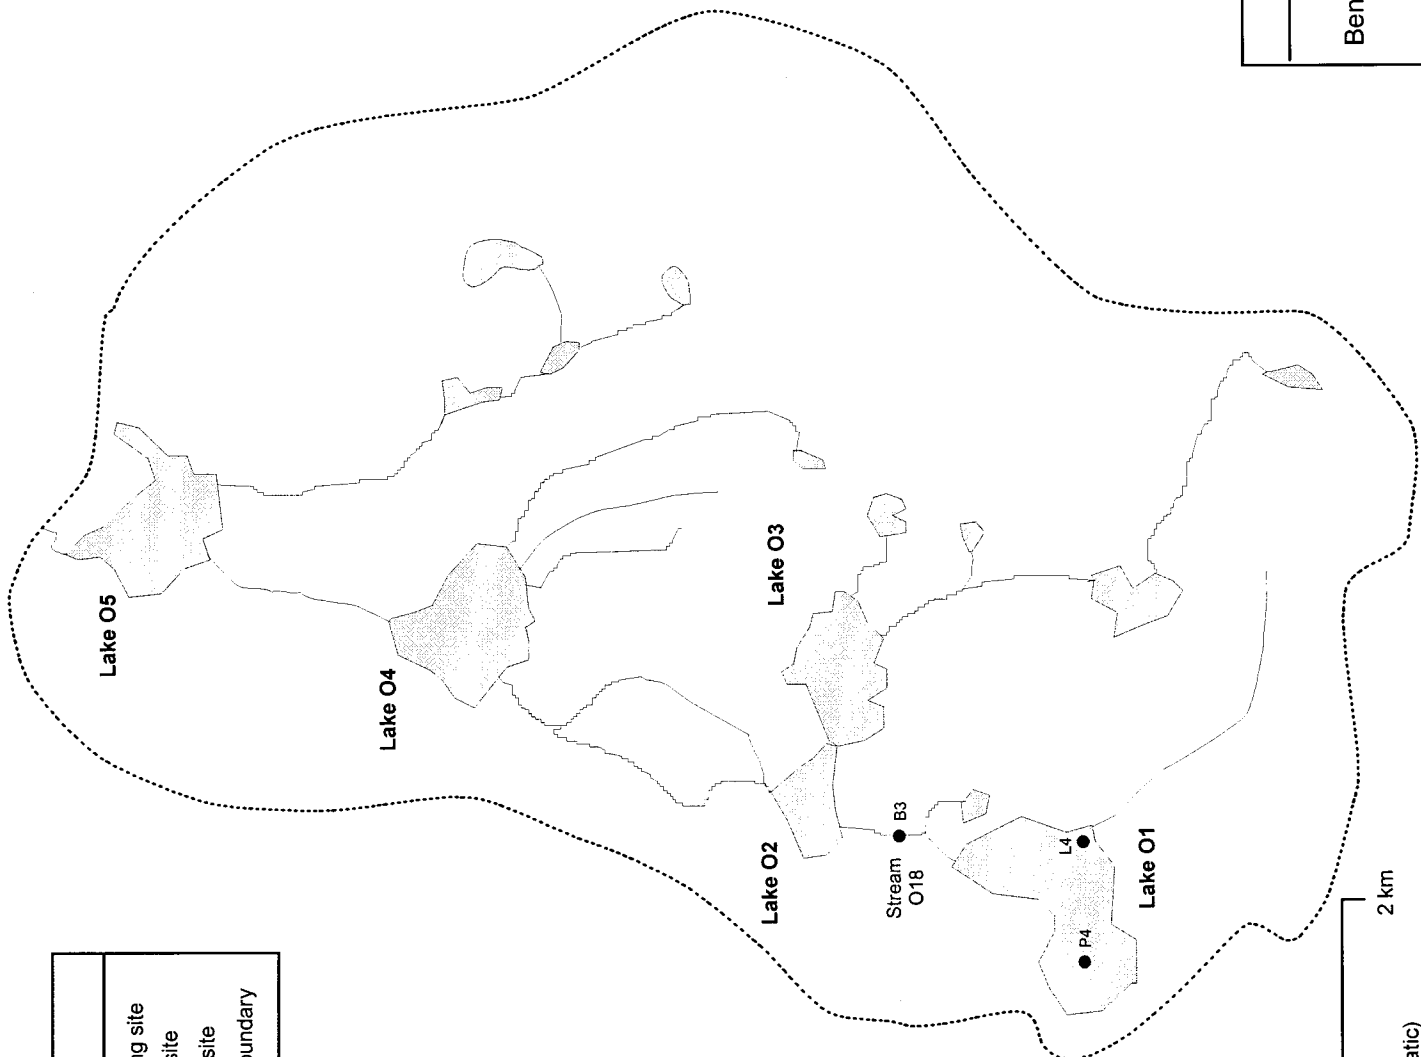 Ben
Lake O5
Lake O4
Lake O3
Lake O2
B3
Stream
O18
L4
Lake O1
P4
2 km
g site
site
site
undary
atic)